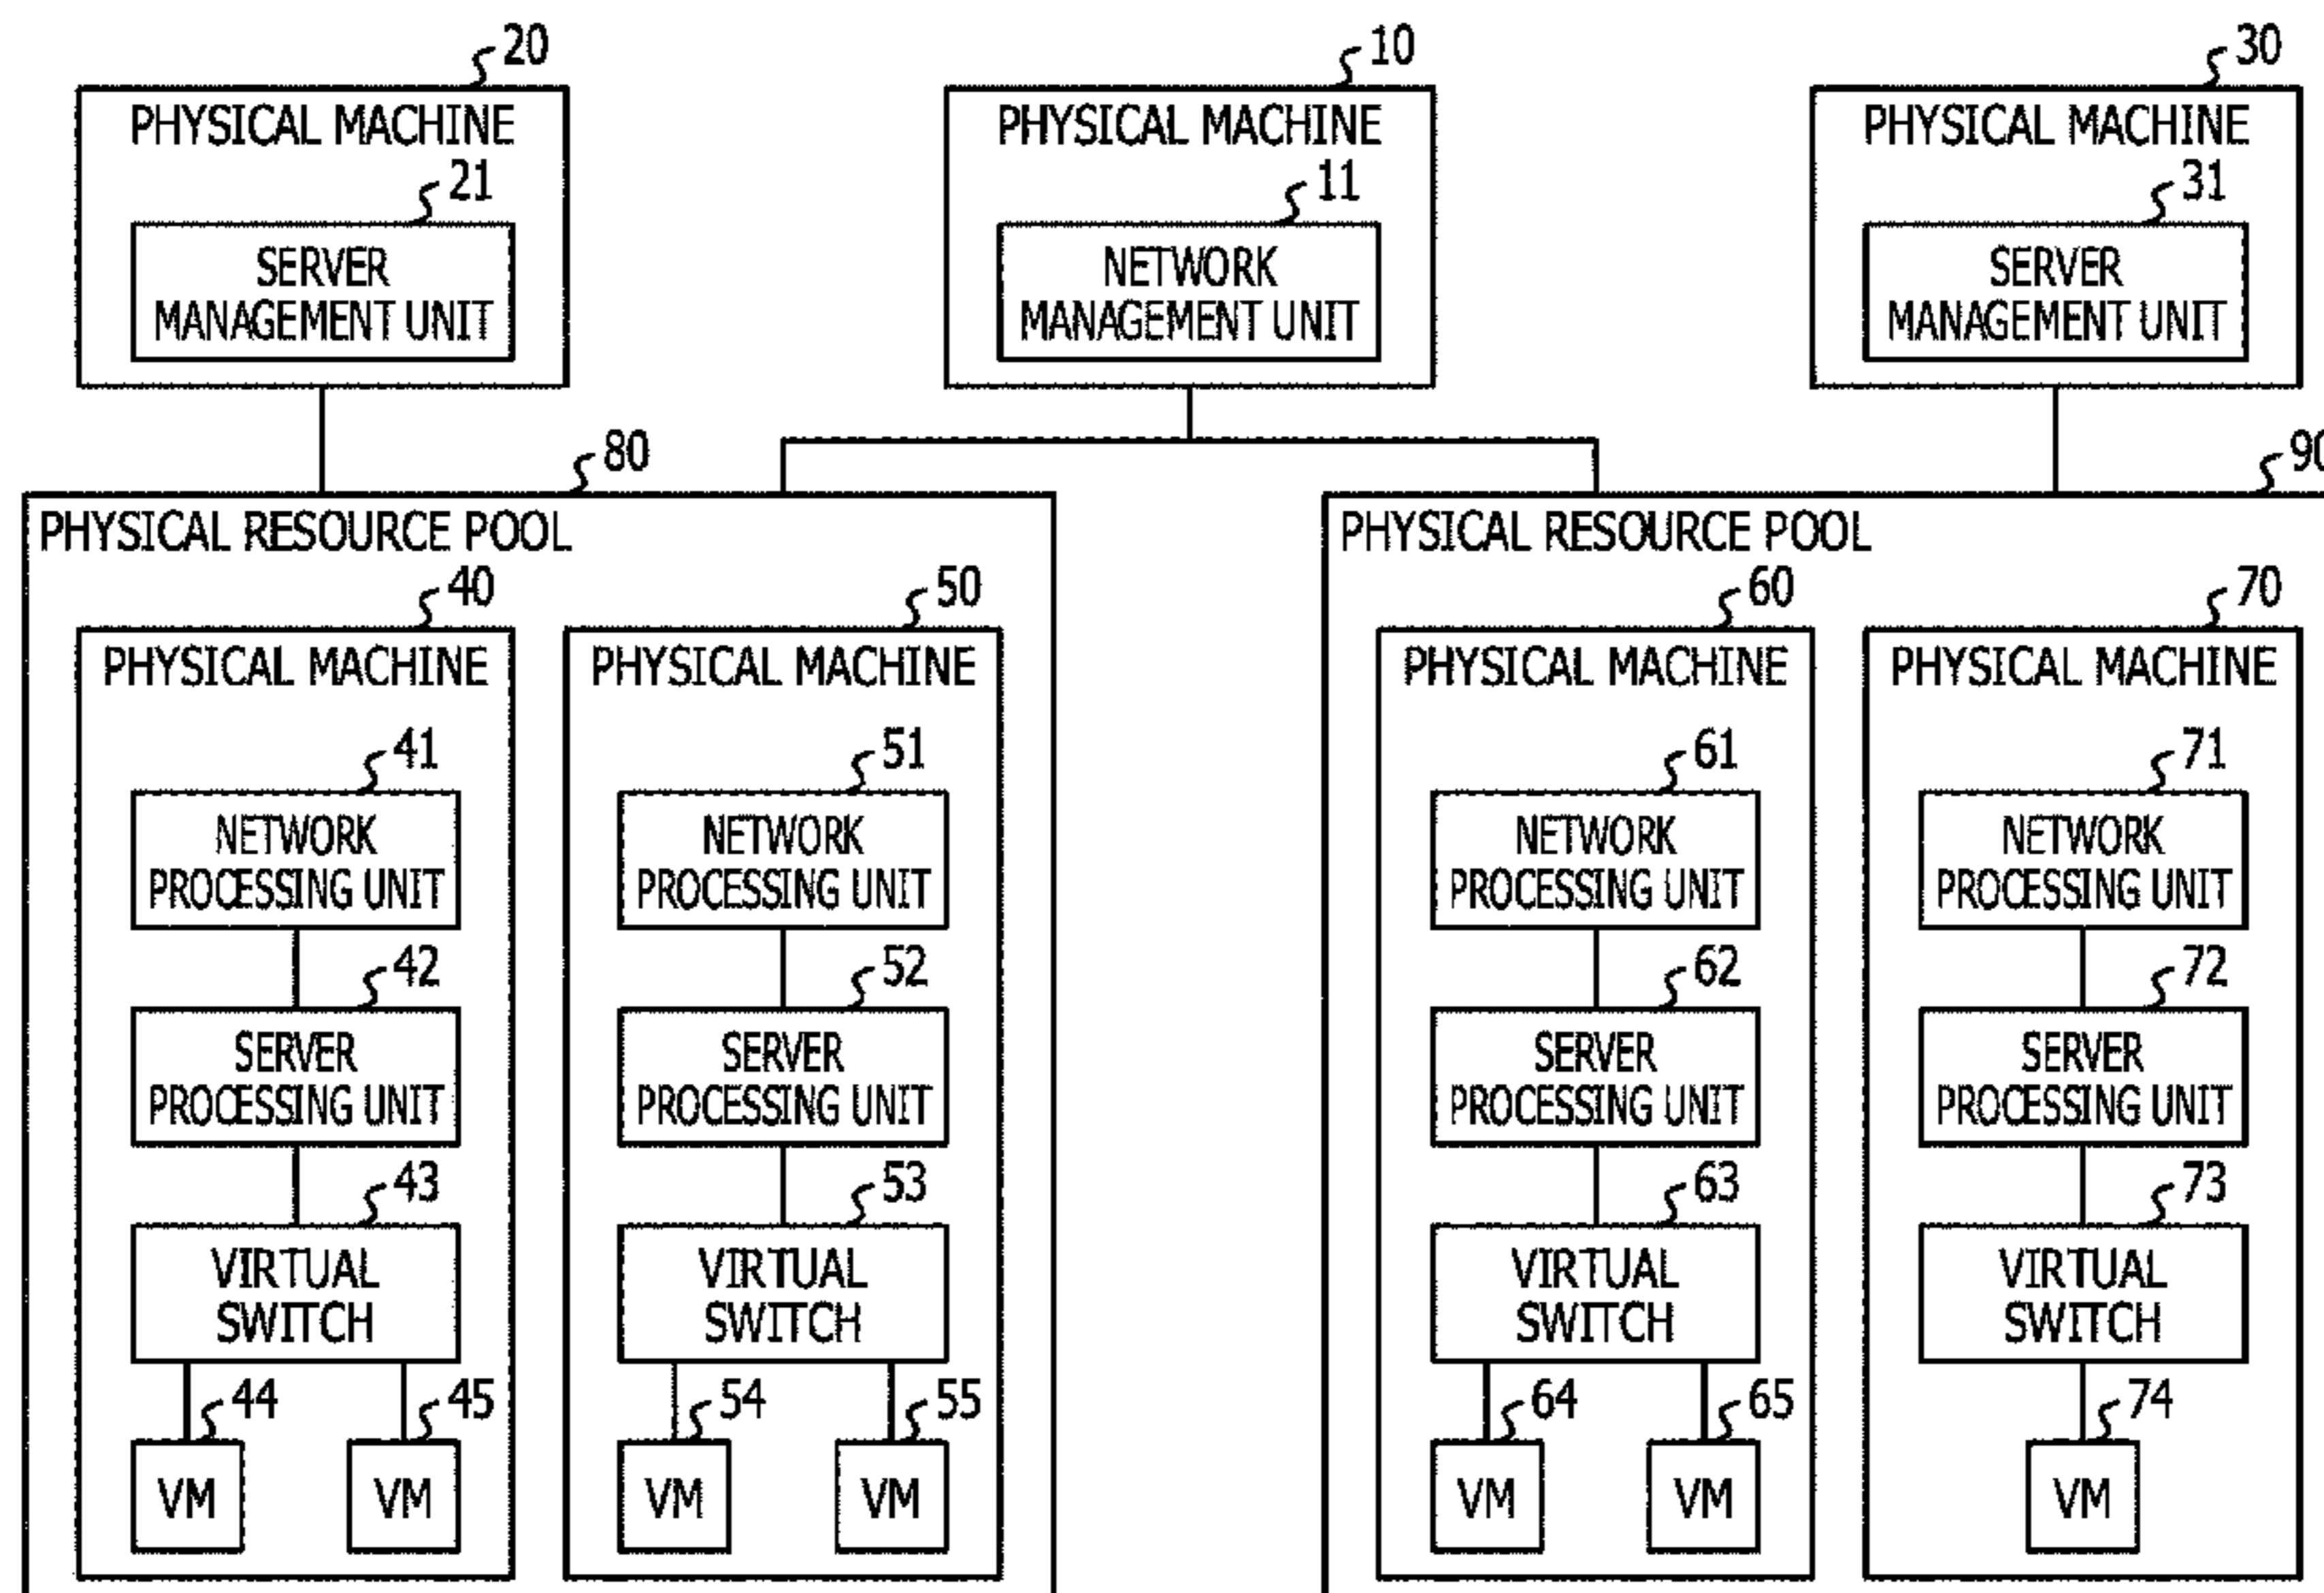 20
10
30
PHYSICAL MACHINE
PHYSICAL MACHINE
PHYSICAL MACHINE
21
11
31
SERVER
MANAGEMENT UNIT
NETWORK
MANAGEMENT UNIT
SERVER
MANAGEMENT UNIT
80
90
PHYSICAL RESOURCE POOL
PHYSICAL RESOURCE POOL
40
50
60
70
PHYSICAL MACHINE
PHYSICAL MACHINE
PHYSICAL MACHINE
PHYSICAL MACHINE
41
51
61
71
NETWORK
PROCESSING UNIT
NETWORK
PROCESSING UNIT
NETWORK
PROCESSING UNIT
NETWORK
PROCESSING UNIT
42
52
62
72
SERVER
PROCESSING UNIT
SERVER
PROCESSING UNIT
SERVER
PROCESSING UNIT
SERVER
PROCESSING UNIT
43
53
63
73
VIRTUAL
SWITCH
VIRTUAL
SWITCH
VIRTUAL
SWITCH
VIRTUAL
SWITCH
44
45
54
55
64
65
74
VM
VM
VM
VM
VM
VM
VM